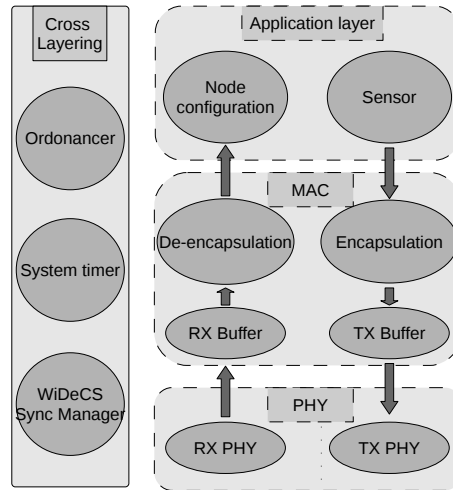 Cross
Layering
Ordonancer
System timer
WiDeCS
Sync Manager
Application layer
Node
configuration
Sensor
MAC
De-encapsulation
Encapsulation
RX Buffer
TX Buffer
PHY
RX PHY
TX PHY